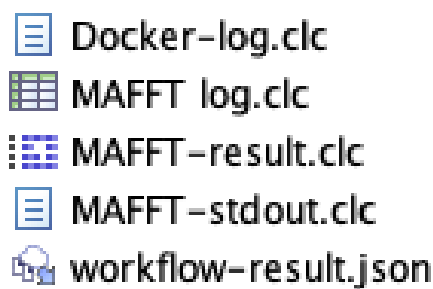 Docker-log.clc
MAFFT log.clc
MAFFT-result.clc
MAFFT-stdout.clc
workflow-result.json